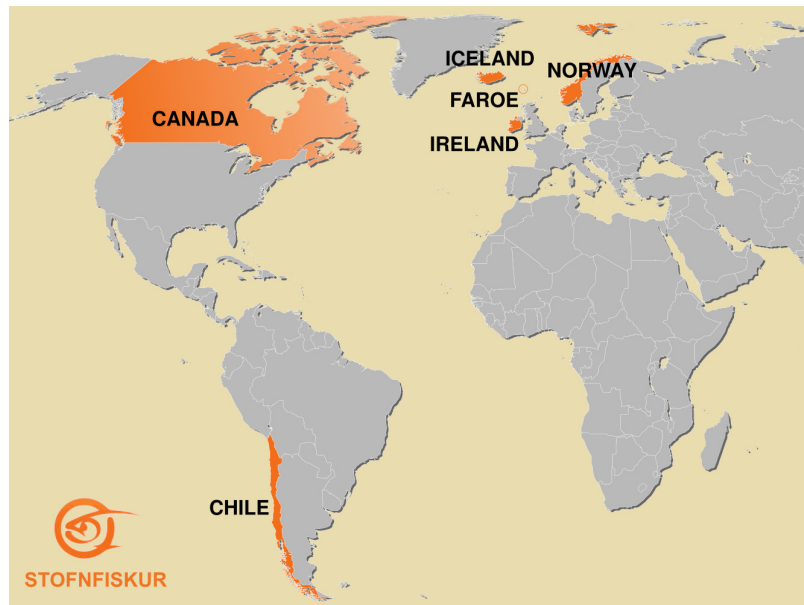 ICELAND
NORWAY
CANADA
FAROE
IRELAND
CHILE
STOFNFISKUR